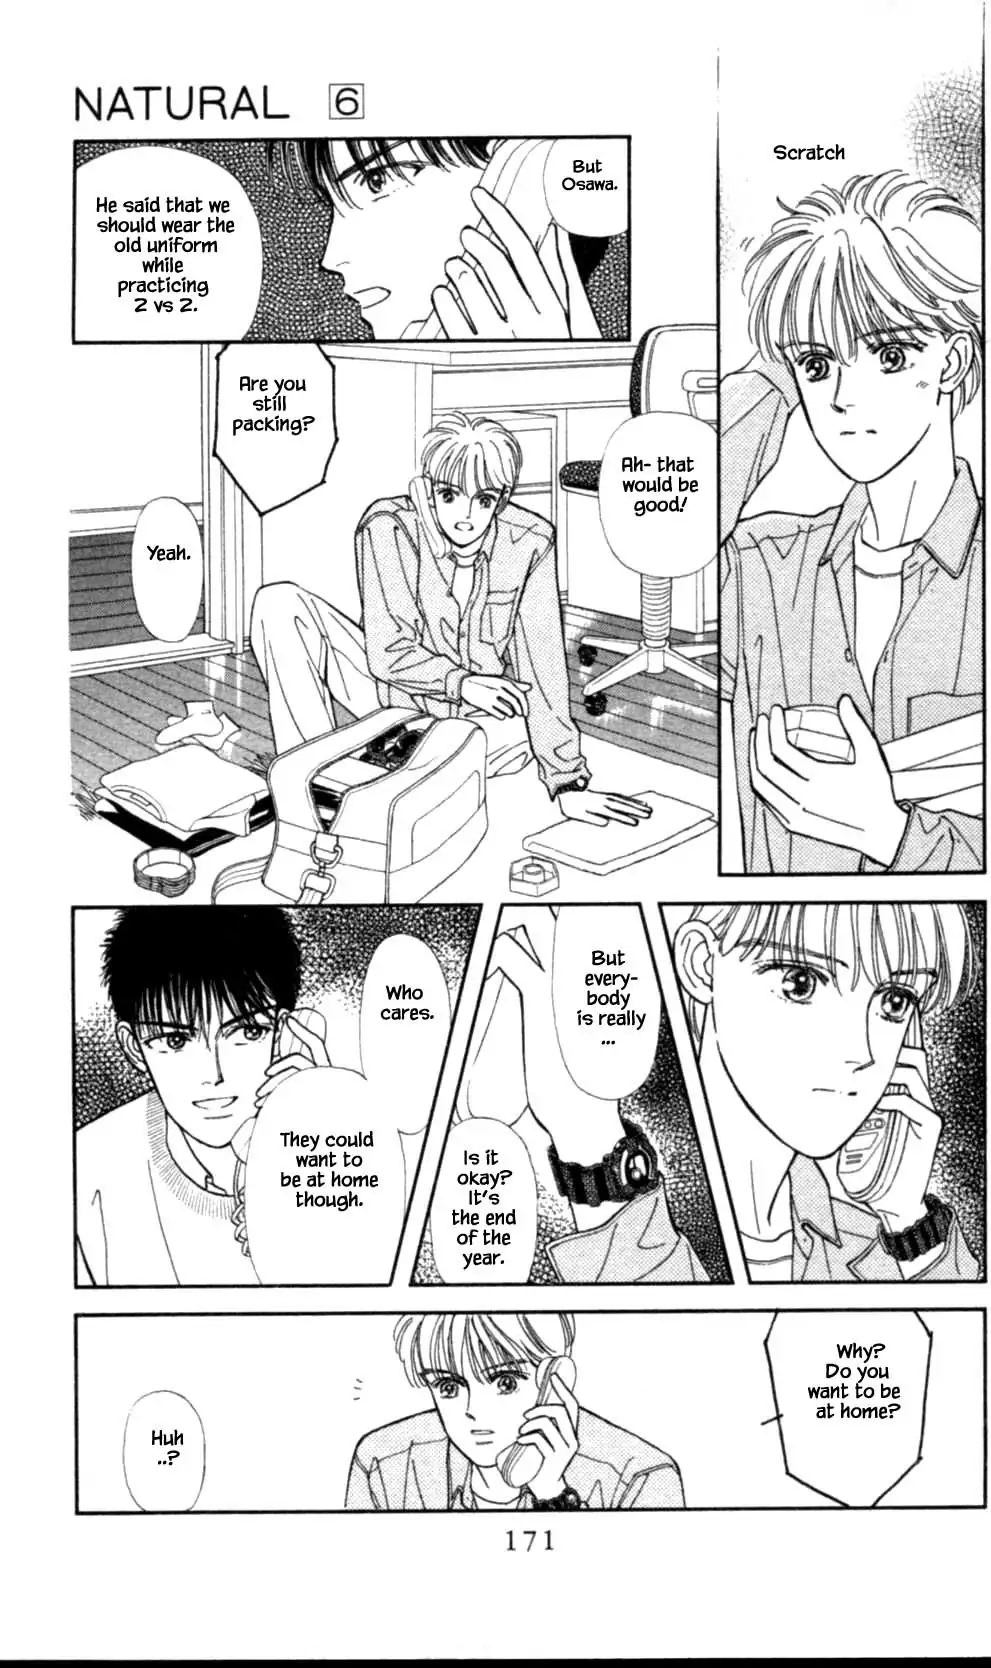 NATURAL 6
Scratch
But
Osawa.
He said that we
should wear the
old uniform
while
practicing
2 vs 2.
Ah- that
would be
good!
Are you
still
packing?
Yeah.
But
every-
body
is really
...
Is it
okay?
It's
the end
of the
year.
Who
cares.
They could
want to
be at home
though.
Why?
Do you
want to be
at home?
Huh
..?
171